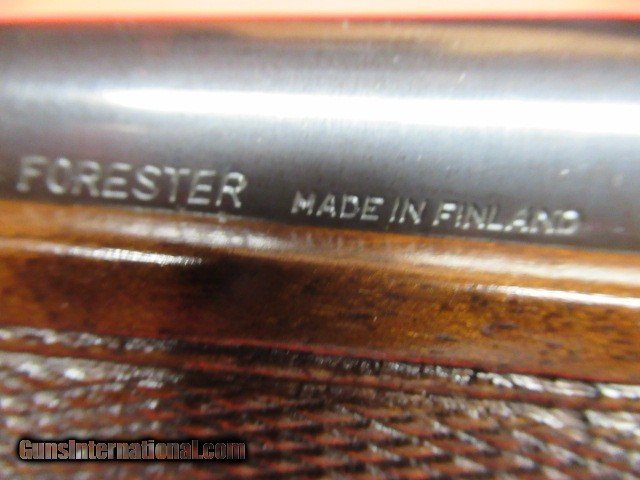 FORESTER MADE IN FINLAND
GunsInternational.com